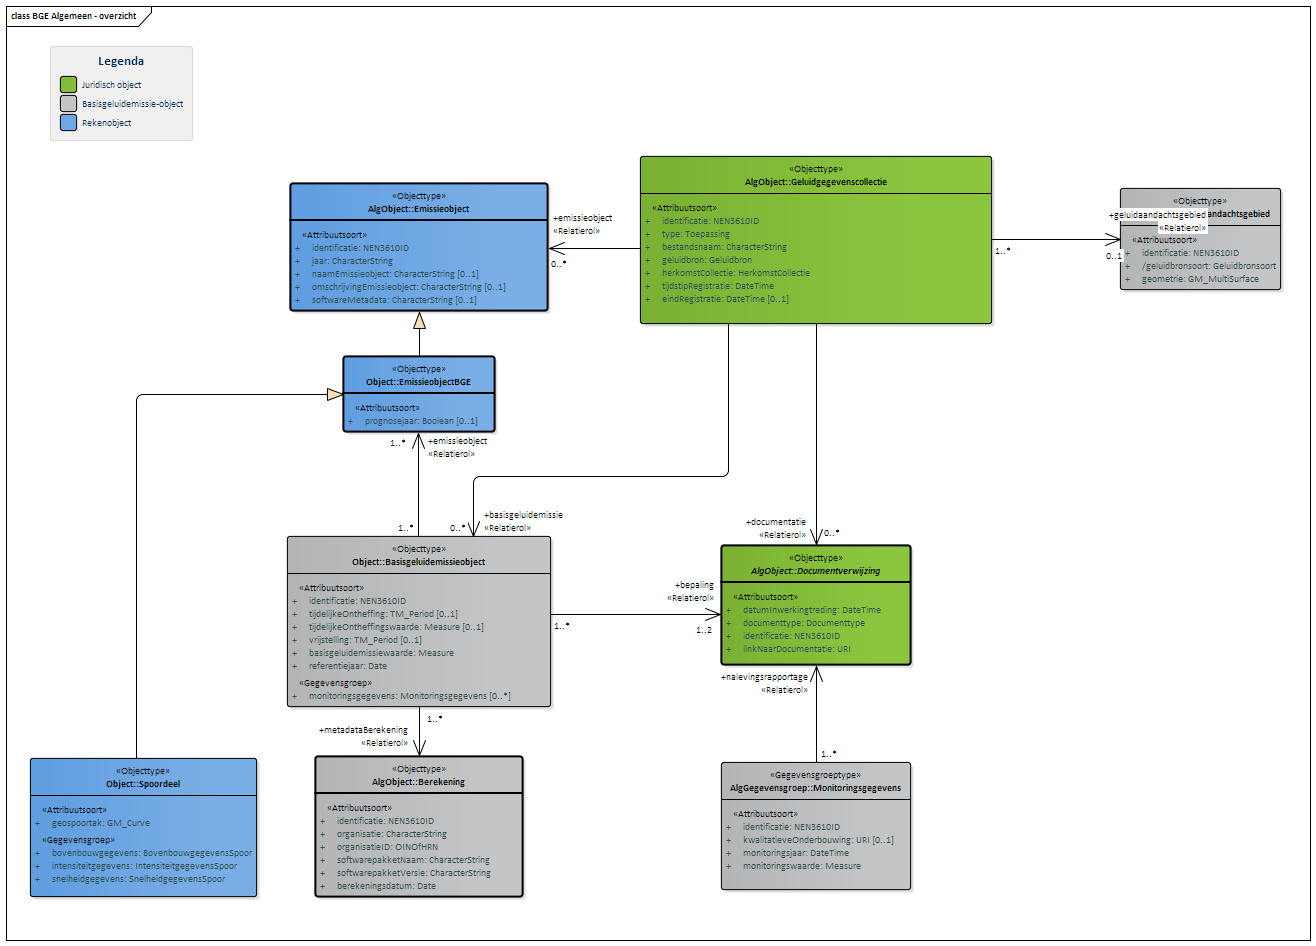 class BGE Algemeen - overzicht
Legenda
Juridisch object
Basisgeluidemissie-object
Rekenobject
«Objecttype»
AlgObject::Emissieobject
«Attribuutsoort»
+ identificatie: NEN3610ID
+ jaar: CharacterString
+ naamEmissieobject: CharacterString [0..1]
+ omschrijvingEmissieobject: CharacterString [0..1]
+ softwareMetadata: CharacterString [0..1]
+emissieobject
«Relatierol»
0..*
«Objecttype»
AlgObject::Geluidgegevenscollectie
«Attribuutsoort»
+ identificatie: NEN3610ID
+ type: Toepassing
+ bestandsnaam: CharacterString
+ geluidbron: Geluidbron
+ herkomstCollectie: HerkomstCollectie
+ tijdstipRegistratie: DateTime
+ eindRegistratie: DateTime [0..1]
1..*
+geluidaandachtsgebied
«Relatierol»
0..1
«Objecttype»
andachtsgebied
«Attribuutsoort»
+ identificatie: NEN3610ID
+ /geluidbronsoort: Geluidbronsoort
geometrie: GM_MultiSurface
«Objecttype»
Object::EmissieobjectBGE
«Attribuutsoort»
+ prognosejaar: Boolean [0..1]
1..*
+emissieobject
«Relatierol»
1..*
0..*
+basisgeluidemissie
«Relatierol»
+documentatie
«Relatierol»
0..*
«Objecttype»
Object::Basisgeluidemissieobject
«Attribuutsoort»
+ identificatie: NEN3610ID
+ tijdelijkeOntheffing: TM_Period [0..1]
+ tijdelijkeOntheffingswaarde: Measure [0..1]
+ vrijstelling: TM_Period [0..1]
+ basisgeluidemissiewaarde: Measure
+ referentiejaar: Date
«Gegevensgroep»
+ monitoringsgegevens: Monitoringsgegevens [0..*]
1..*
+bepaling
«Relatierol»
1..2
«Objecttype»
AlgObject::Documentverwijzing
«Attribuutsoort»
+ datumInwerkingtreding: DateTime
+ documenttype: Documenttype
+ identificatie: NEN3610ID
+ linkNaarDocumentatie: URI
+nalevingsrapportage
«Relatierol»
1..*
1..*
+metadataBerekening
«Relatierol»
«Objecttype»
Object::Spoordeel
«Attribuutsoort»
+ geospoortak: GM_Curve
«Gegevensgroep»
+ bovenbouwgegevens: BovenbouwgegevensSpoor
+ intensiteitgegevens: IntensiteitgegevensSpoor
+ snelheidgegevens: SnelheidgegevensSpoor
«Objecttype»
AlgObject::Berekening
«Attribuutsoort»
+ identificatie: NEN3610ID
+ organisatie: CharacterString
+ organisatieID: OINOfHRN
+ softwarepakketNaam: CharacterString
+ softwarepakketVersie: CharacterString
+ berekeningsdatum: Date
«Gegevensgroeptype»
AlgGegevensgroep::Monitoringsgegevens
«Attribuutsoort»
+ identificatie: NEN3610ID
+ kwalitatieveOnderbouwing: URI [0..1]
+ monitoringsjaar: DateTime
+ monitoringswaarde: Measure